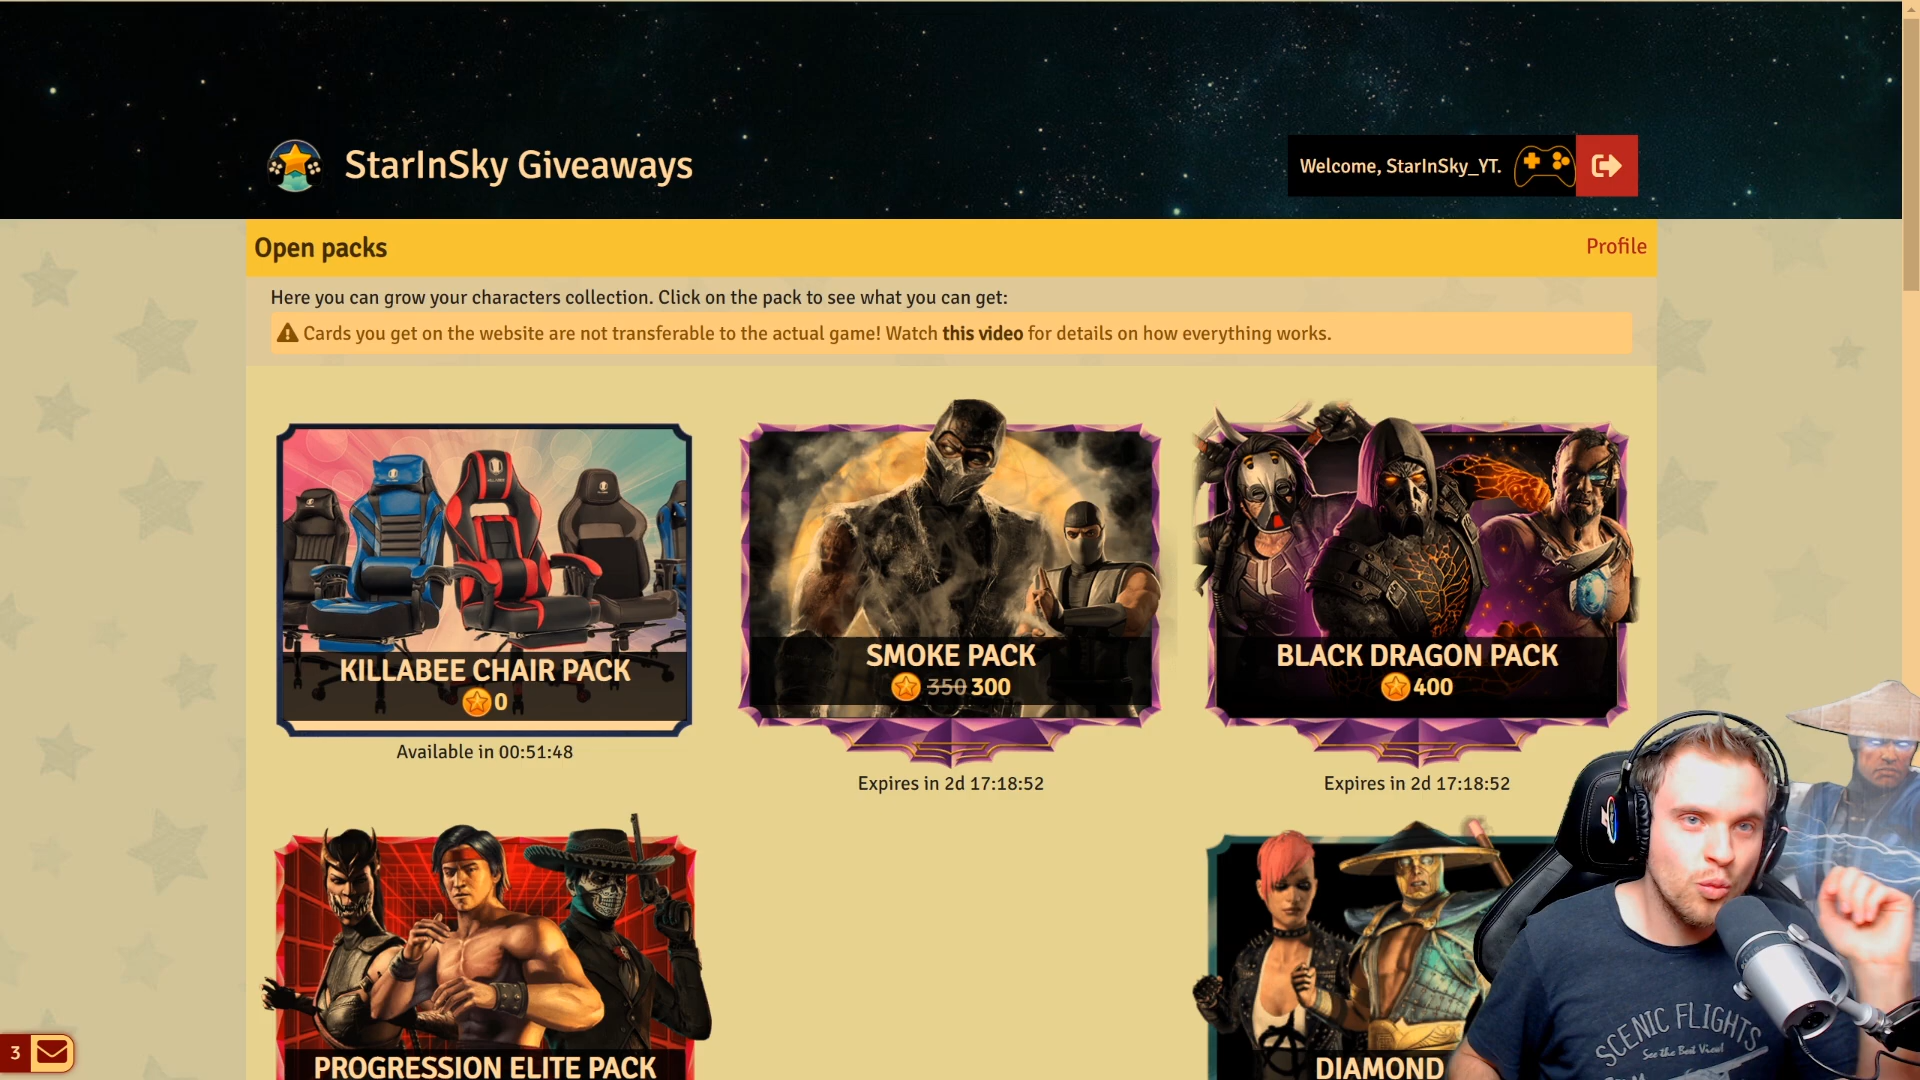 StarInSky Giveaways
Welcome, StarInSky_YT.
Open packs
Profile
Here you can grow your characters collection. Click on the pack to see what you can get:
Cards you get on the website are not transferable to the actual game! Watch this video for details on how everything works.
KILLABEE CHAIR PACK
0
Available in 00:51:48
SMOKE PACK
350 300
Expires in 2d 17:18:52
BLACK DRAGON PACK
400
Expires in 2d 17:18:52
PROGRESSION ELITE PACK
DIAMOND
SCENIC FLIGHTS
See the Best View!
3